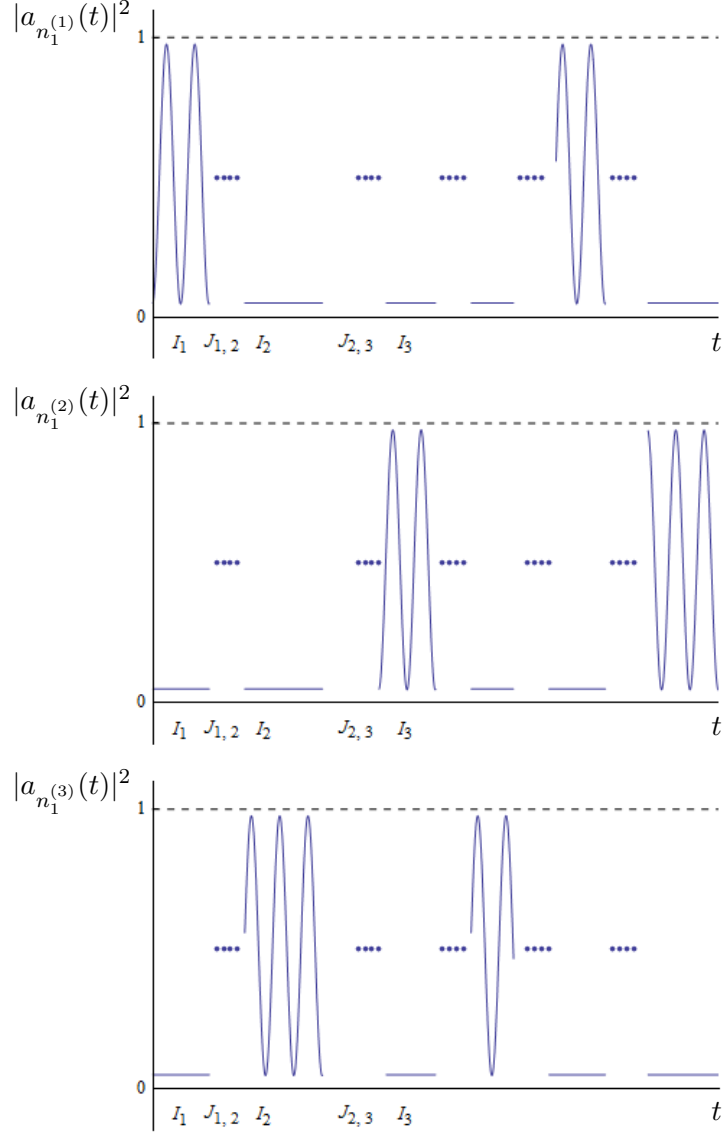 |a_{n_1^{(1)}}(t)|^2
1
0
I_1 J_{1, 2} I_2 J_{2, 3} I_3 t
|a_{n_1^{(2)}}(t)|^2
1
0
I_1 J_{1, 2} I_2 J_{2, 3} I_3 t
|a_{n_1^{(3)}}(t)|^2
1
0
I_1 J_{1, 2} I_2 J_{2, 3} I_3 t